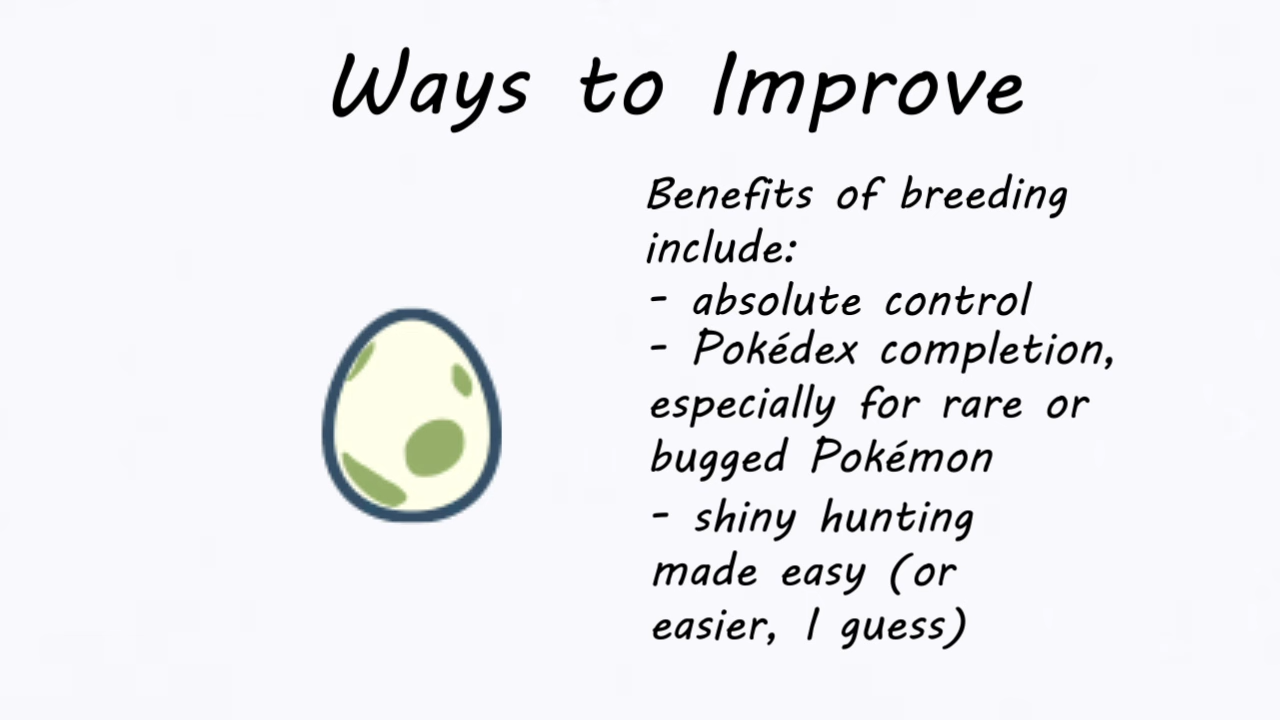 Ways to Improve
Benefits of breeding
include:
- absolute control
- Pokédex completion,
especially for rare or
bugged Pokémon
- shiny hunting
made easy (or
easier, I guess)